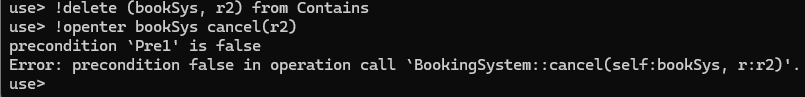 use> !delete (bookSys, r2) from Contains
use> !openter bookSys cancel(r2)
precondition `Pre1' is false
Error: precondition false in operation call `BookingSystem::cancel(self:bookSys, r:r2)'.
use>